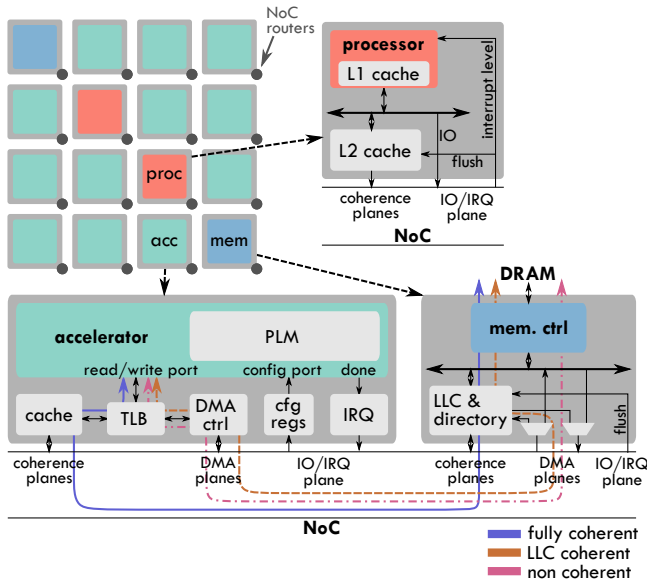 NoC
routers
proc
acc
mem
processor
L1 cache
IO
interrupt level
L2 cache
flush
coherence
planes
IO/IRQ
plane
NoC
accelerator
PLM
read/write port
config port
done
cache
TLB
DMA
ctrl
cfg
regs
IRQ
coherence
planes
DMA
planes
IO/IRQ
plane
DRAM
mem. ctrl
LLC &
directory
flush
coherence
planes
DMA
planes
IO/IRQ
plane
NoC
fully coherent
LLC coherent
non coherent